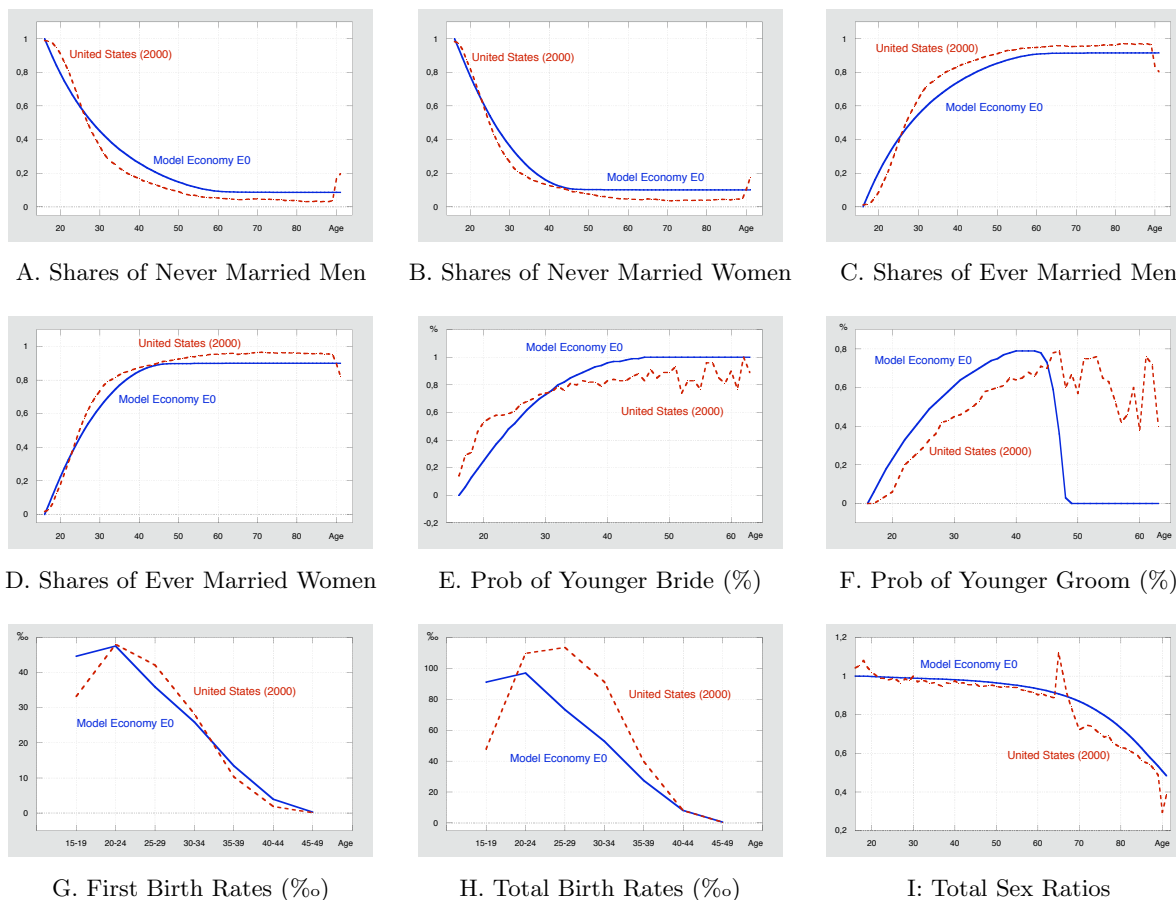 1
0,8
0,6
0,4
0,2
0
United States (2000)
Model Economy E0
20 30 40 50 60 70 80 Age
A. Shares of Never Married Men
1
0,8
0,6
0,4
0,2
0
United States (2000)
Model Economy E0
20 30 40 50 60 70 80 Age
B. Shares of Never Married Women
1
0,8
0,6
0,4
0,2
0
United States (2000)
Model Economy E0
20 30 40 50 60 70 80 Age
C. Shares of Ever Married Men
1
0,8
0,6
0,4
0,2
0
United States (2000)
Model Economy E0
20 30 40 50 60 70 80 Age
D. Shares of Ever Married Women
%
1,2
1
0,8
0,6
0,4
0,2
0
-0,2
Model Economy E0
United States (2000)
20 30 40 50 60 Age
E. Prob of Younger Bride (%)
%
0,8
0,6
0,4
0,2
0
Model Economy E0
United States (2000)
20 30 40 50 60 Age
F. Prob of Younger Groom (%)
‰
40
30
20
10
0
United States (2000)
Model Economy E0
15-19 20-24 25-29 30-34 35-39 40-44 45-49 Age
G. First Birth Rates (‰)
‰
100
80
60
40
20
0
United States (2000)
Model Economy E0
15-19 20-24 25-29 30-34 35-39 40-44 45-49 Age
H. Total Birth Rates (‰)
1,2
1
0,8
0,6
0,4
0,2
Model Economy E0
United States (2000)
20 30 40 50 60 70 80 Age
I: Total Sex Ratios